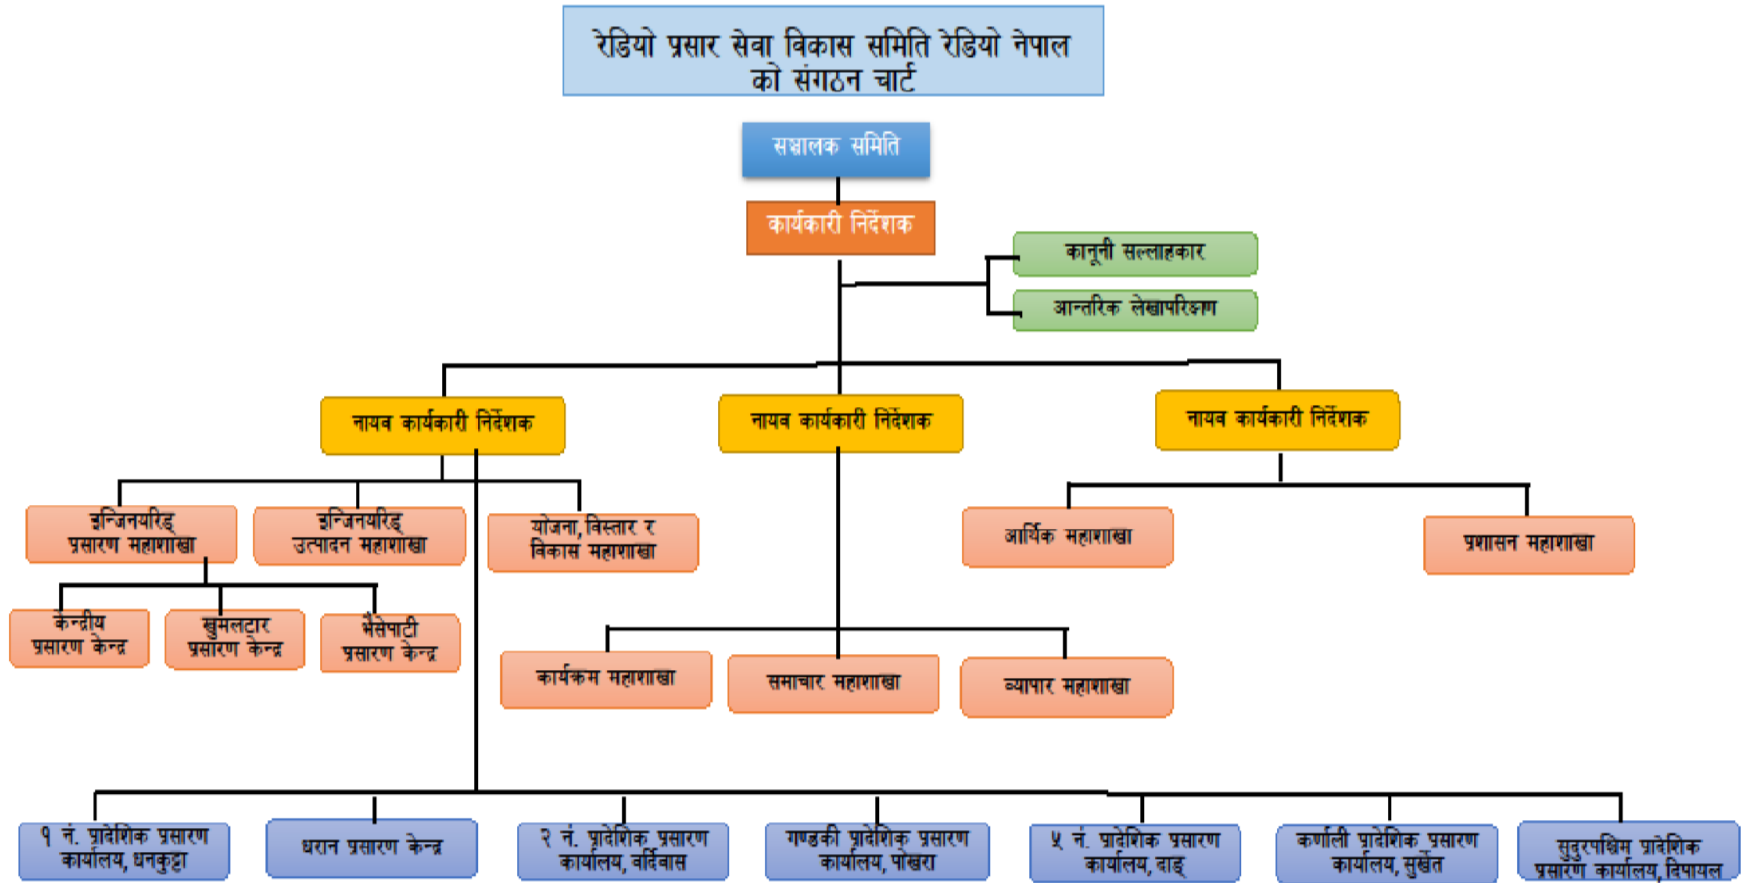 रेडियो प्रसार सेवा विकास समिति रेडियो नेपाल
को संगठन चार्ट
सञ्चालक समिति
कार्यकारी निर्देशक
कानूनी सल्लाहकार
आन्तरिक लेखापरिक्षण
नायव कार्यकारी निर्देशक
नायव कार्यकारी निर्देशक
नायव कार्यकारी निर्देशक
इन्जिनयरिङ्
प्रसारण महाशाखा
इन्जिनयरिङ्
उत्पादन महाशाखा
योजना, विस्तार र
विकास महाशाखा
आर्थिक महाशाखा
प्रशासन महाशाखा
केन्द्रीय
प्रसारण केन्द्र
खुमलटार
प्रसारण केन्द्र
भैंसेपाटी
प्रसारण केन्द्र
कार्यक्रम महाशाखा
समाचार महाशाखा
व्यापार महाशाखा
१ नं. प्रादेशिक प्रसारण
कार्यालय, धनकुट्टा
धरान प्रसारण केन्द्र
२ नं. प्रादेशिक प्रसारण
कार्यालय, वर्दिवास
गण्डकी प्रादेशिक प्रसारण
कार्यालय, पोखरा
५ नं. प्रादेशिक प्रसारण
कार्यालय, दाङ्
कर्णाली प्रादेशिक प्रसारण
कार्यालय, सुर्खेत
सुदुरपश्चिम प्रादेशिक
प्रसारण कार्यालय, दिपायल